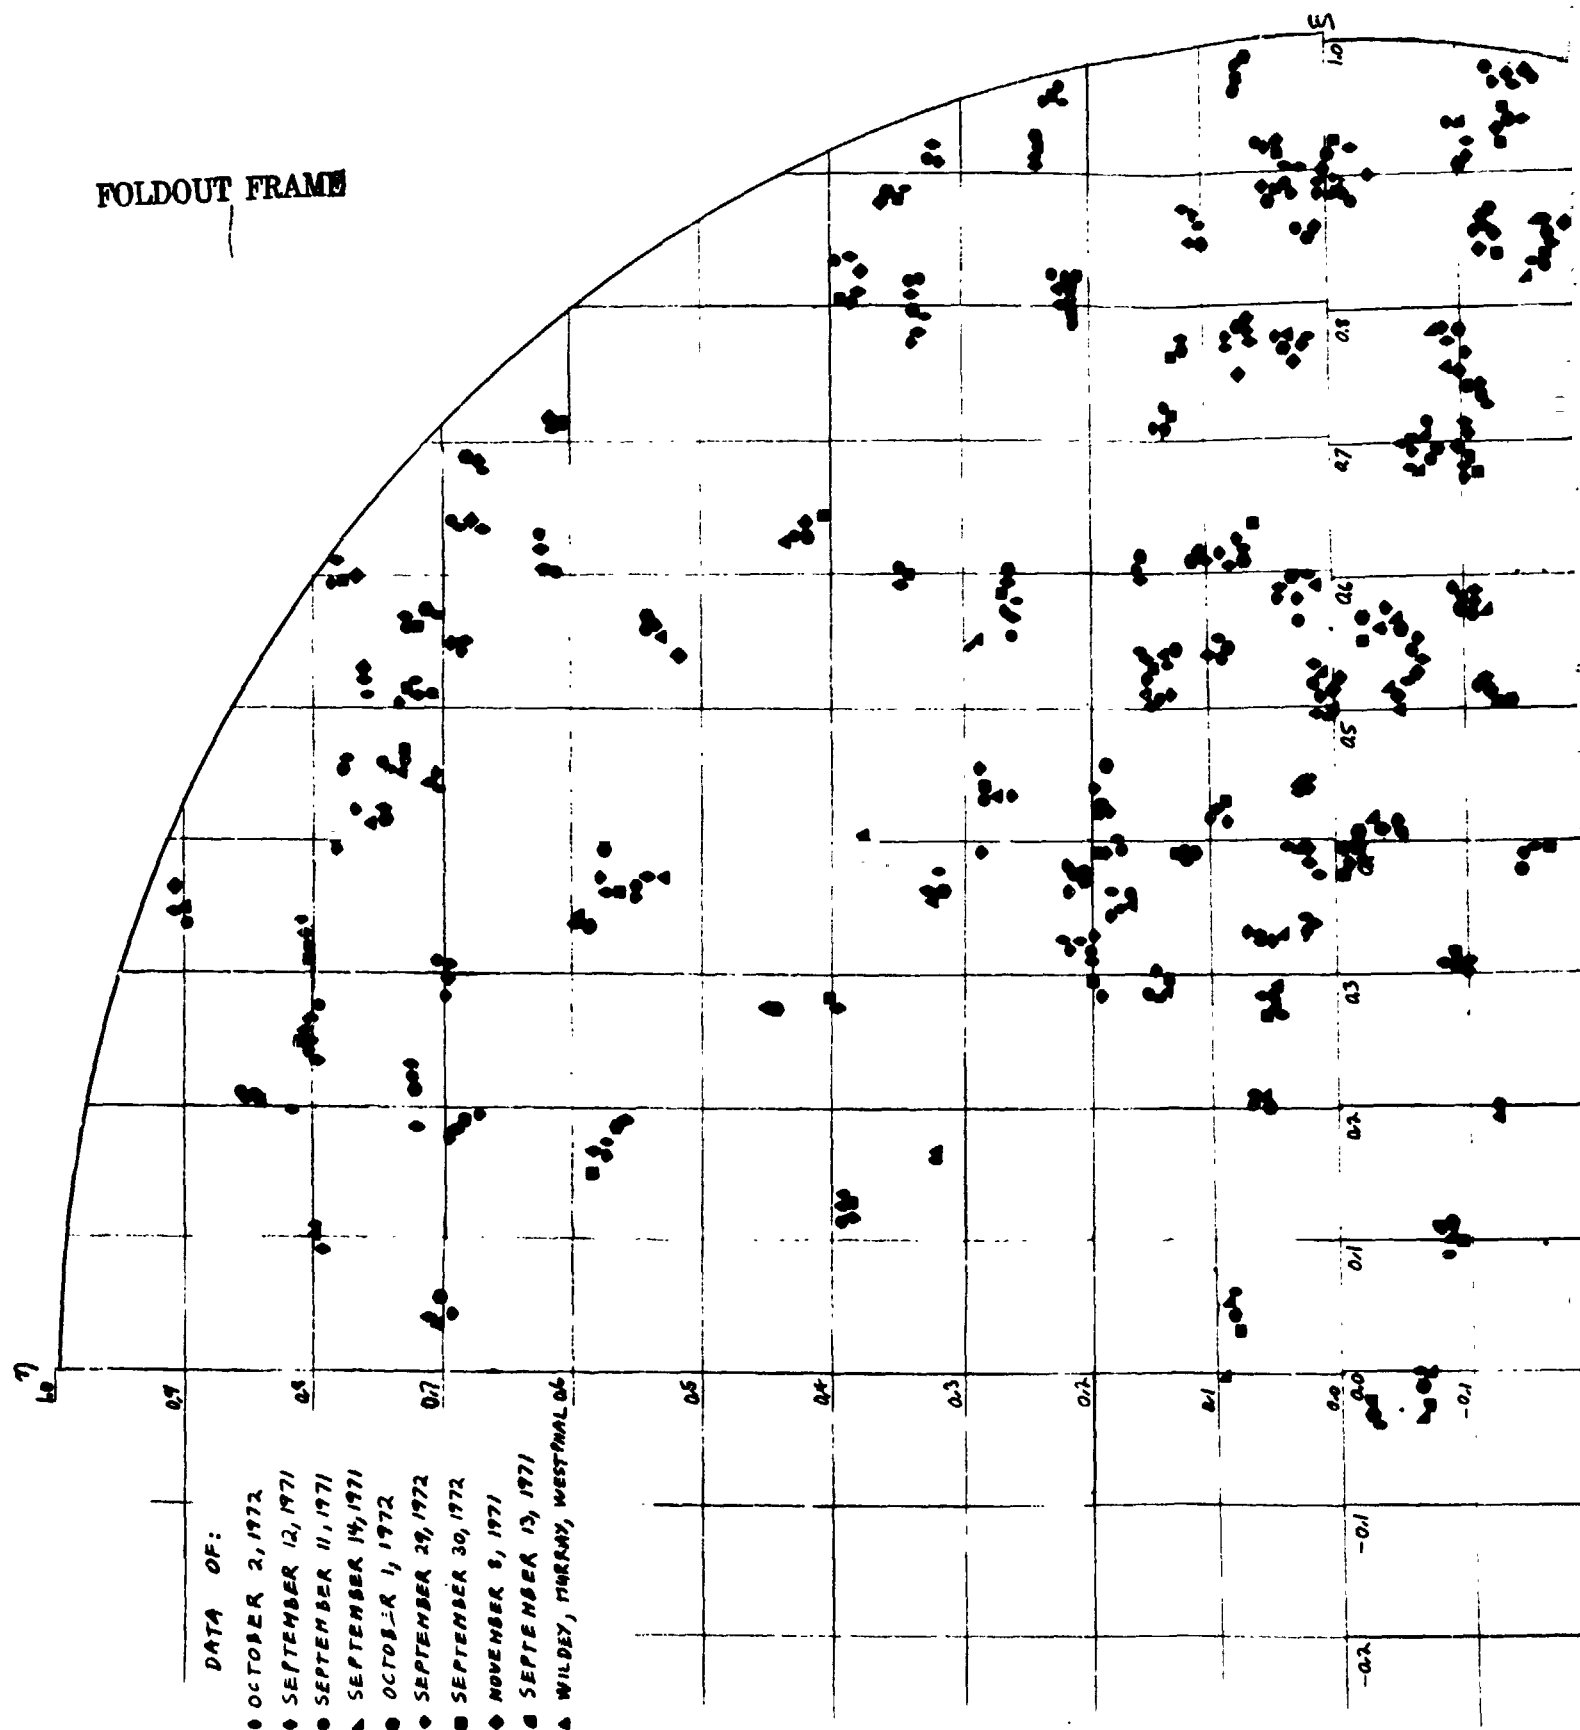 FOLDOUT FRAME
ξ
1.0
0.8
0.7
0.6
0.5
0.3
0.2
0.1
0.0
-0.1
-0.2
η
1.0
0.9
0.8
0.7
0.6
0.5
0.4
0.3
0.2
0.1
0.0
-0.1
DATA OF:
OCTOBER 2, 1972
SEPTEMBER 12, 1971
SEPTEMBER 11, 1971
SEPTEMBER 14, 1971
OCTOBER 1, 1972
SEPTEMBER 29, 1972
SEPTEMBER 30, 1972
NOVEMBER 8, 1971
SEPTEMBER 13, 1971
WILDEY, MURRAY, WESTPHAL